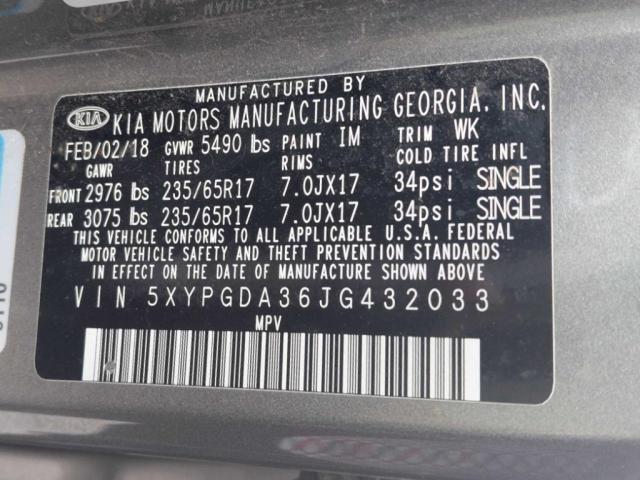 MANUFACTURED BY
KIA KIA MOTORS MANUFACTURING GEORGIA, INC.
FEB/02/18 GVWR 5490 lbs PAINT IM TRIM WK
GAWR TIRES RIMS COLD TIRE INFL
FRONT 2976 lbs 235/65R17 7.0JX17 34psi SINGLE
REAR 3075 lbs 235/65R17 7.0JX17 34psi SINGLE
THIS VEHICLE CONFORMS TO ALL APPLICABLE U.S.A. FEDERAL
MOTOR VEHICLE SAFETY AND THEFT PREVENTION STANDARDS
IN EFFECT ON THE DATE OF MANUFACTURE SHOWN ABOVE
VIN 5XYPGDA36JG432033
MPV